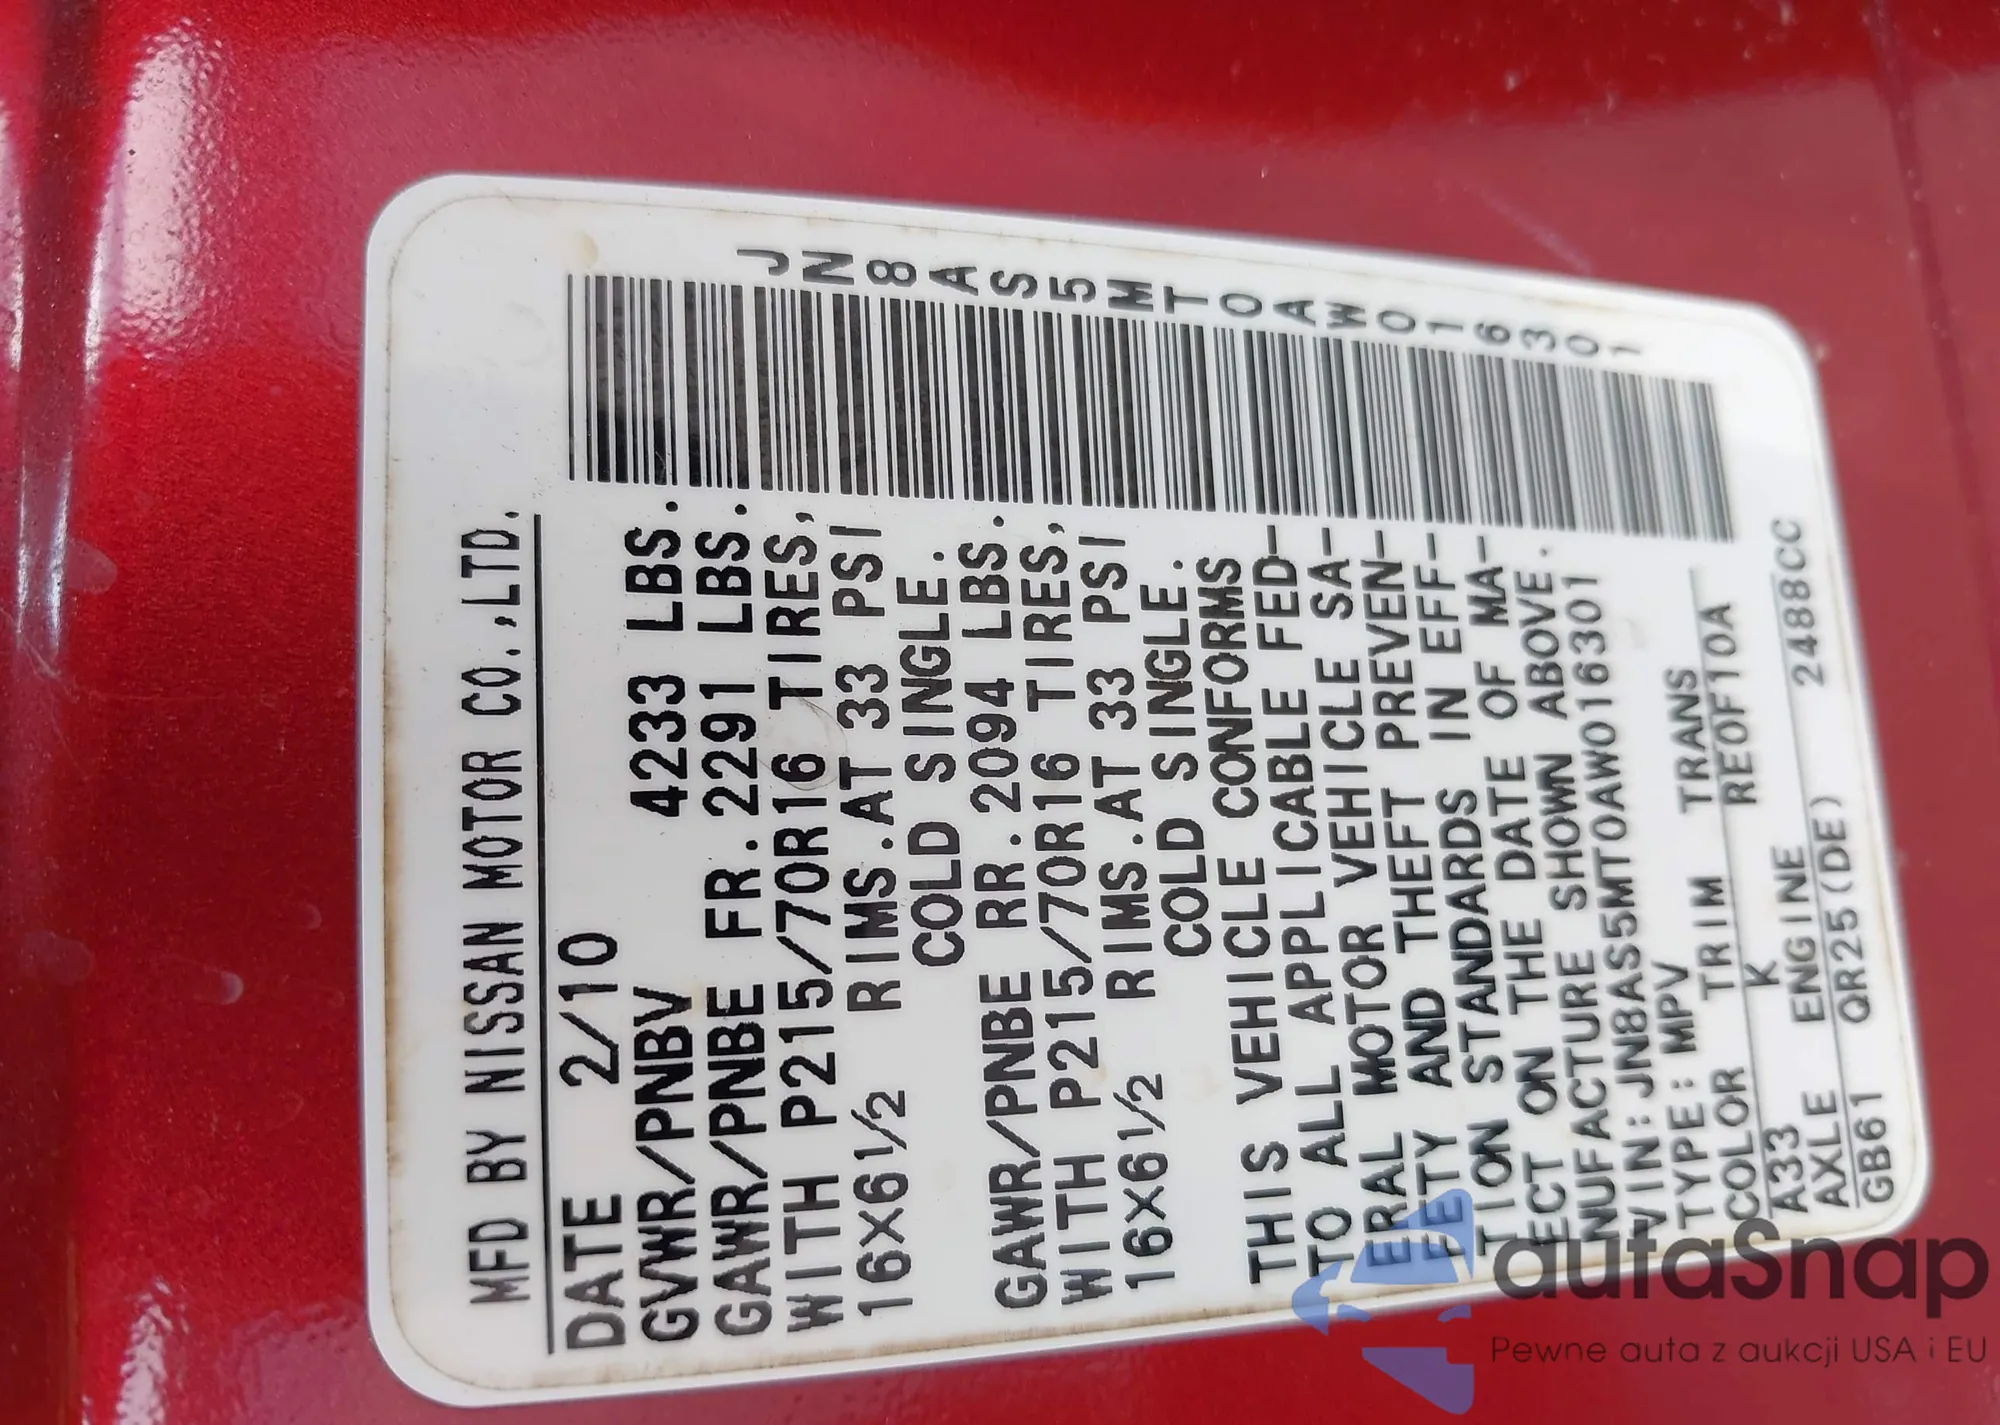 MFD BY NISSAN MOTOR CO.,LTD.
DATE 2/10
GVWR/PNBV 4233 LBS.
GAWR/PNBE FR. 2291 LBS.
WITH P215/70R16 TIRES,
16X6 1/2 RIMS.AT 33 PSI
COLD SINGLE.
GAWR/PNBE RR. 2094 LBS.
WITH P215/70R16 TIRES,
16X6 1/2 RIMS.AT 33 PSI
COLD SINGLE.
THIS VEHICLE CONFORMS
TO ALL APPLICABLE FED-
ERAL MOTOR VEHICLE SA-
FETY AND THEFT PREVEN-
TION STANDARDS IN EFF-
ECT ON THE DATE OF MA-
NUFACTURE SHOWN ABOVE.
VIN: JN8AS5MT0AW016301
TYPE: MPV
COLOR TRIM TRANS
A33 K RE0F10A
AXLE ENGINE
GB61 QR25(DE) 2488CC
JN8AS5MT0AW016301
autaSnap
Pewne auta z aukcji USA i EU